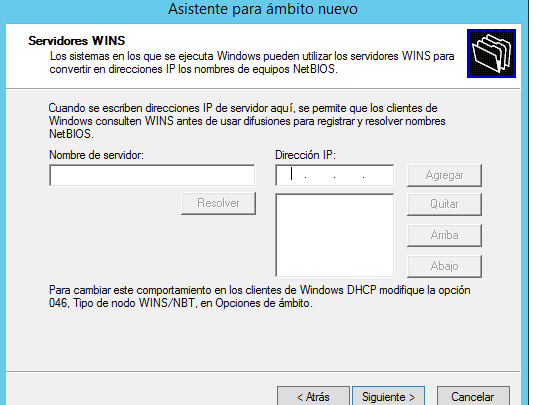 Asistente para ámbito nuevo
Servidores WINS
Los sistemas en los que se ejecuta Windows pueden utilizar los servidores WINS para
convertir en direcciones IP los nombres de equipos NetBIOS.
Cuando se escriben direcciones IP de servidor aquí, se permite que los clientes de
Windows consulten WINS antes de usar difusiones para registrar y resolver nombres
NetBIOS.
Nombre de servidor:
Dirección IP:
Agregar
Resolver
Quitar
Arriba
Abajo
Para cambiar este comportamiento en los clientes de Windows DHCP modifique la opción
046, Tipo de nodo WINS/NBT, en Opciones de ámbito.
< Atrás
Siguiente >
Cancelar